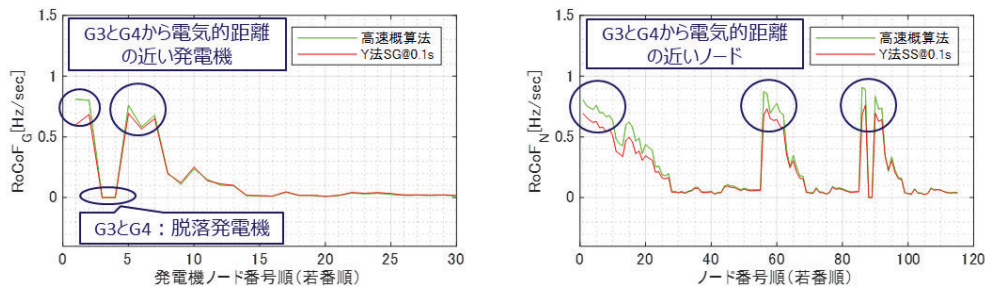 G3とG4から電気的距離
の近い発電機
高速概算法
Y法SG@0.1s
1.5
1
0.5
0
RoCoF_G[Hz/sec]
G3とG4：脱落発電機
0 5 10 15 20 25 30
発電機ノード番号順(若番順)
G3とG4から電気的距離
の近いノード
高速概算法
Y法SS@0.1s
1.5
1
0.5
0
RoCoF_N[Hz/sec]
0 20 40 60 80 100 120
ノード番号順(若番順)